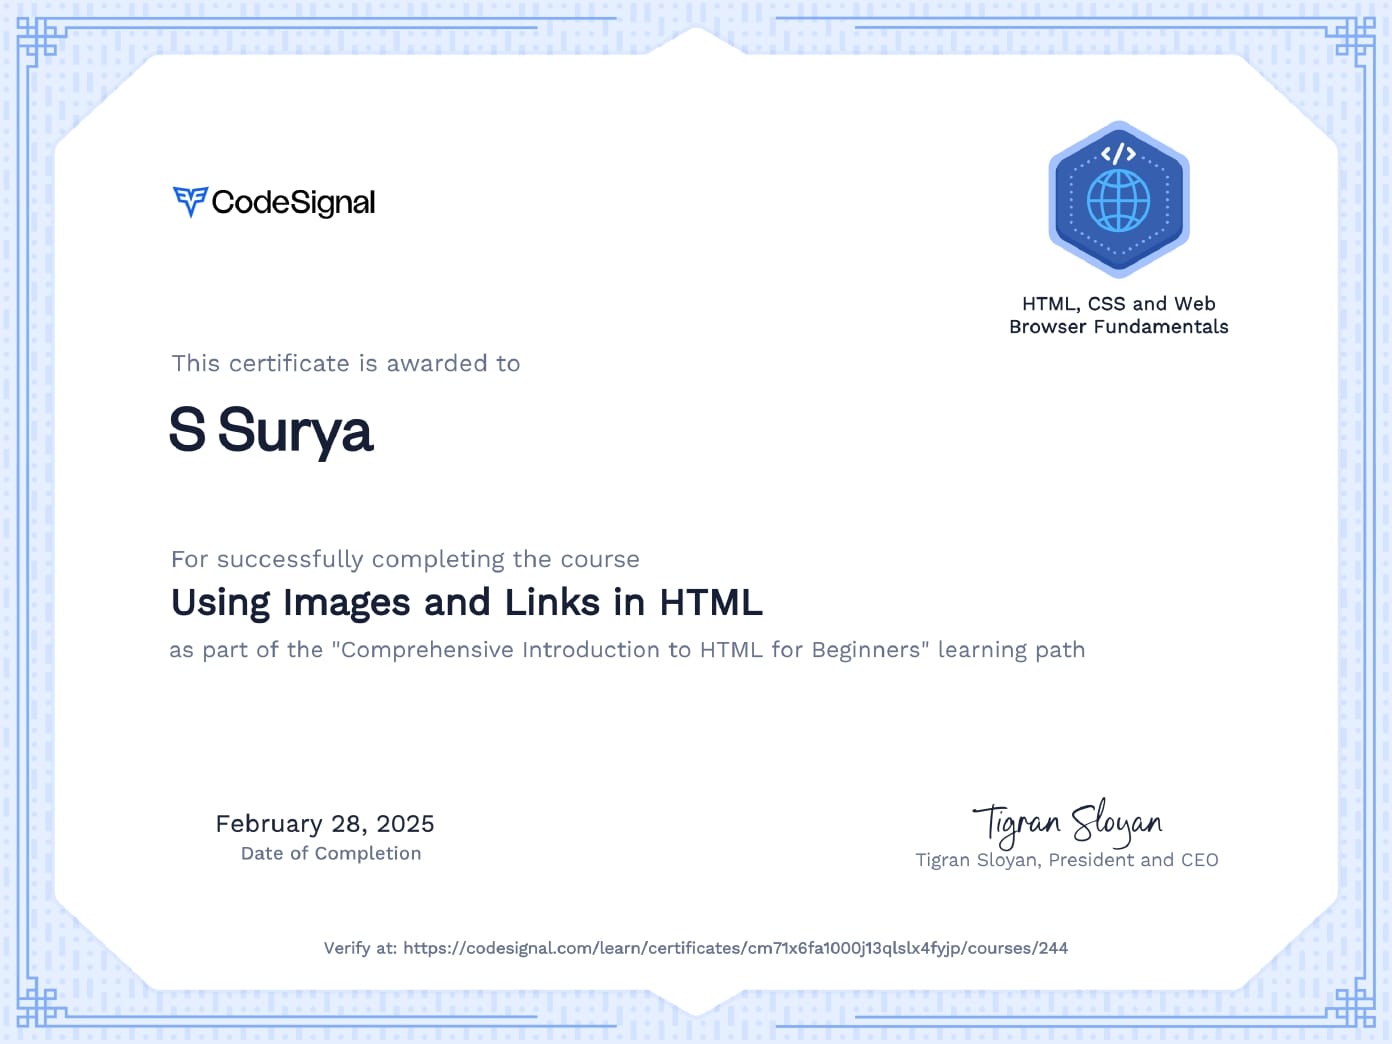 CodeSignal
</>
HTML, CSS and Web
Browser Fundamentals
This certificate is awarded to
S Surya
For successfully completing the course
Using Images and Links in HTML
as part of the "Comprehensive Introduction to HTML for Beginners" learning path
February 28, 2025
Date of Completion
Tigran Sloyan
Tigran Sloyan, President and CEO
Verify at: https://codesignal.com/learn/certificates/cm71x6fa1000j13qlslx4fyjp/courses/244